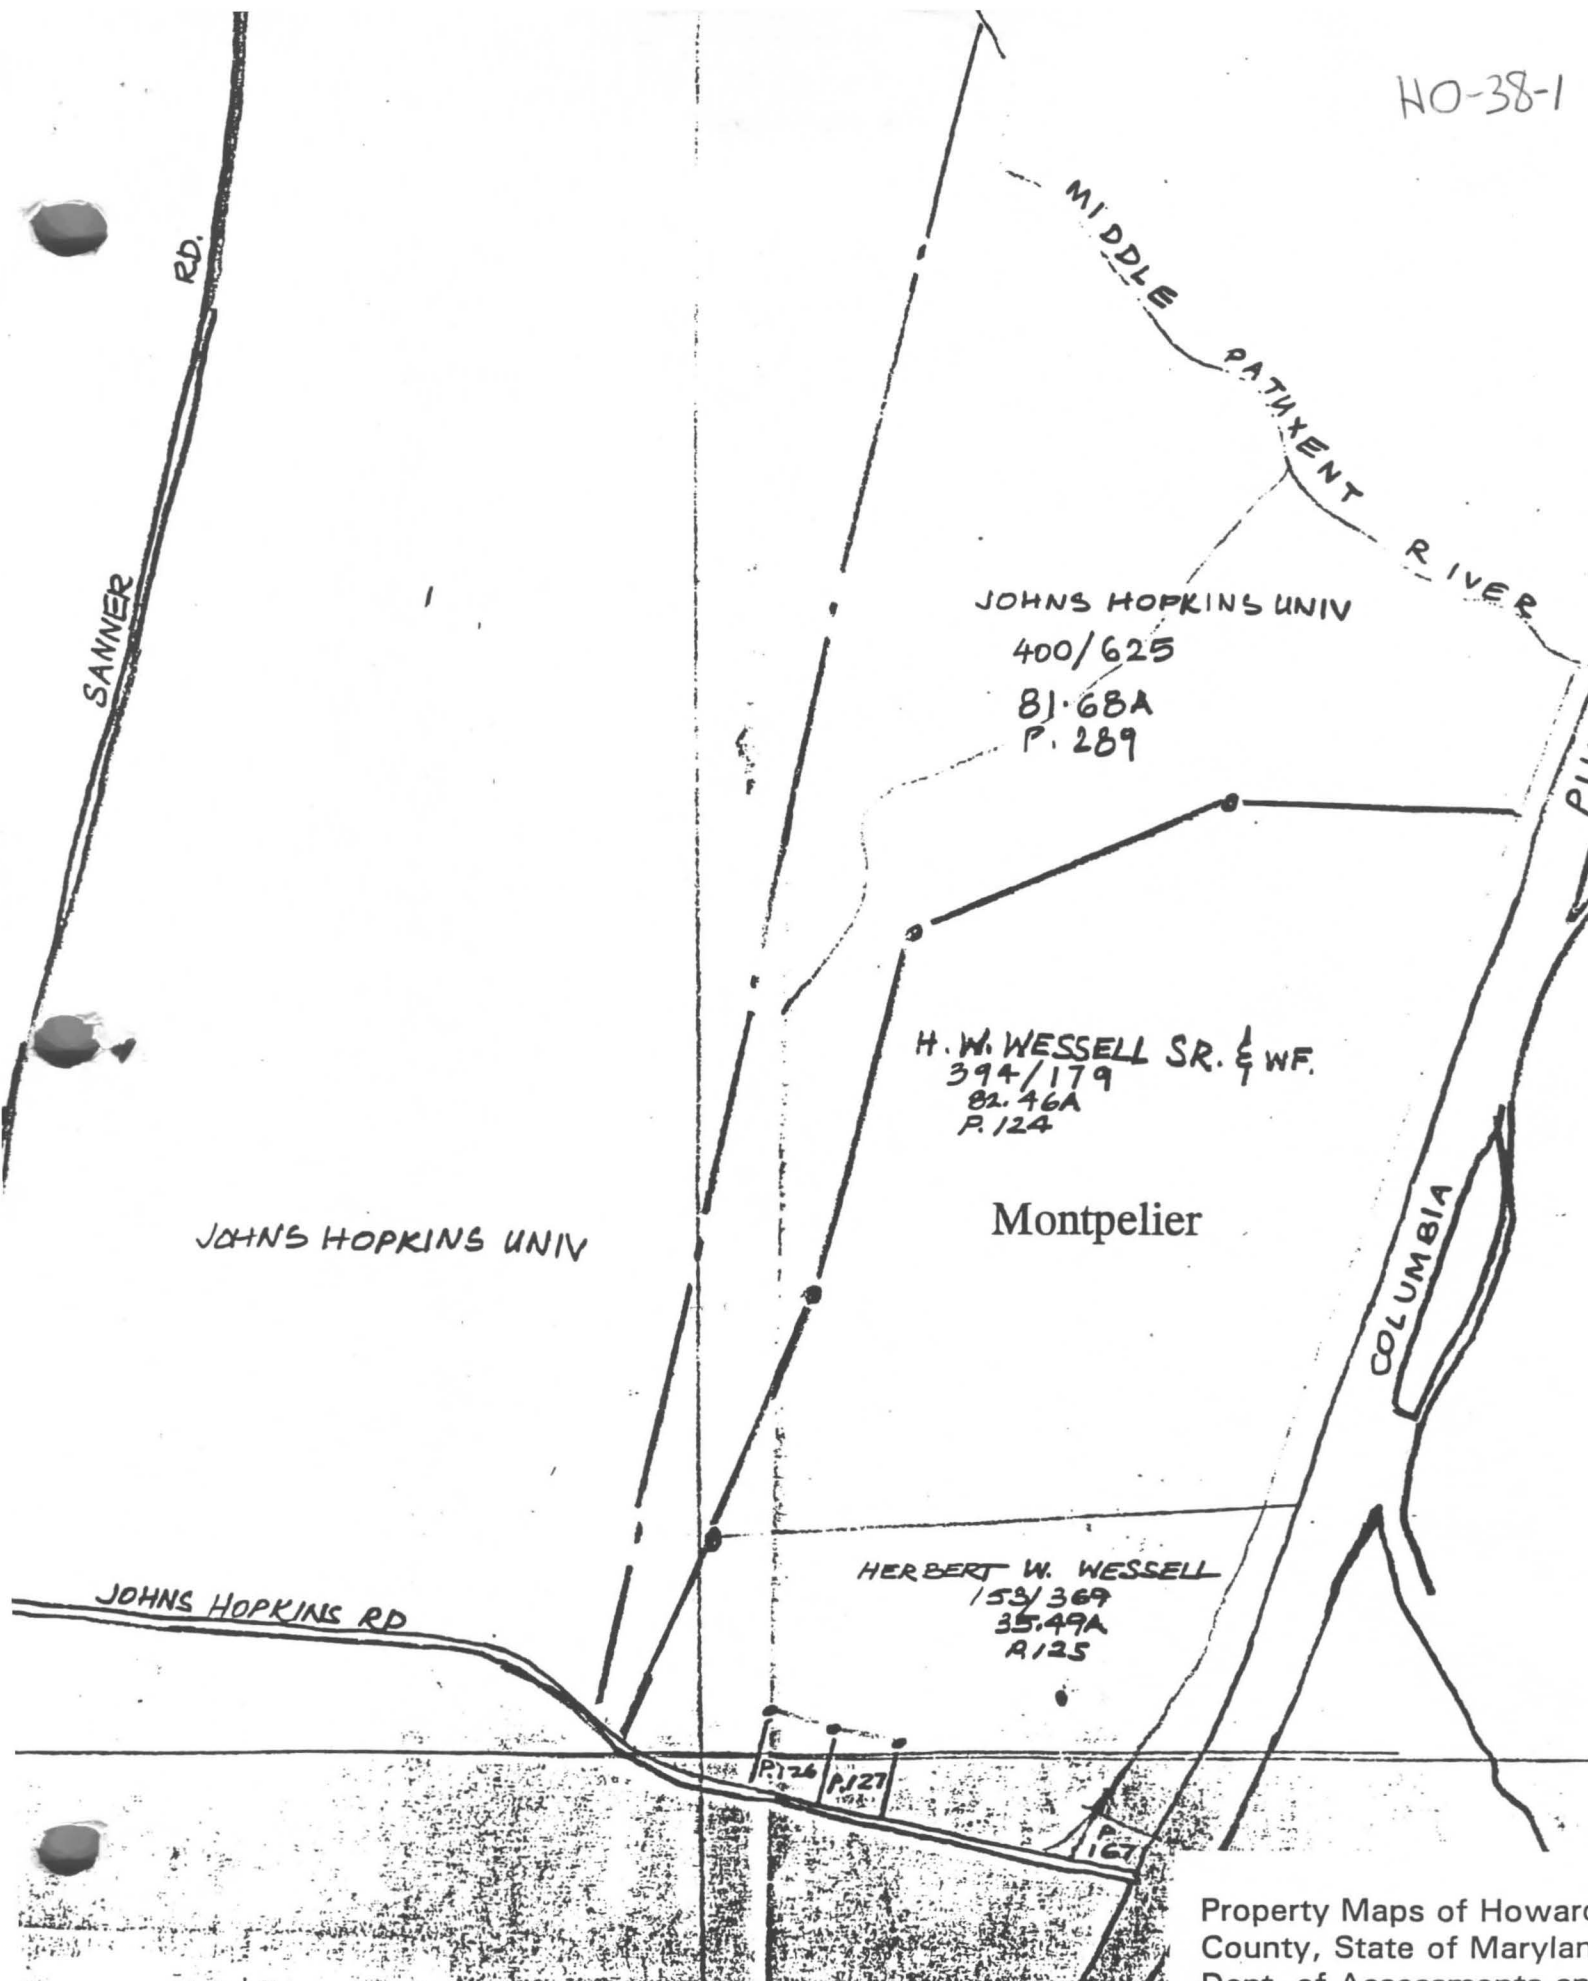 HO-38-1
RD.
MIDDLE PATUXENT RIVER
SANNER
JOHNS HOPKINS UNIV
400/625
81.68A
P. 289
H. W. WESSELL SR. & WF.
394/179
82.46A
P. 124
Montpelier
COLUMBIA
JOHNS HOPKINS UNIV
HERBERT W. WESSELL
153/369
35.49A
P. 125
JOHNS HOPKINS RD
P. 126
P. 127
P. 167
Property Maps of Howard
County, State of Marylan